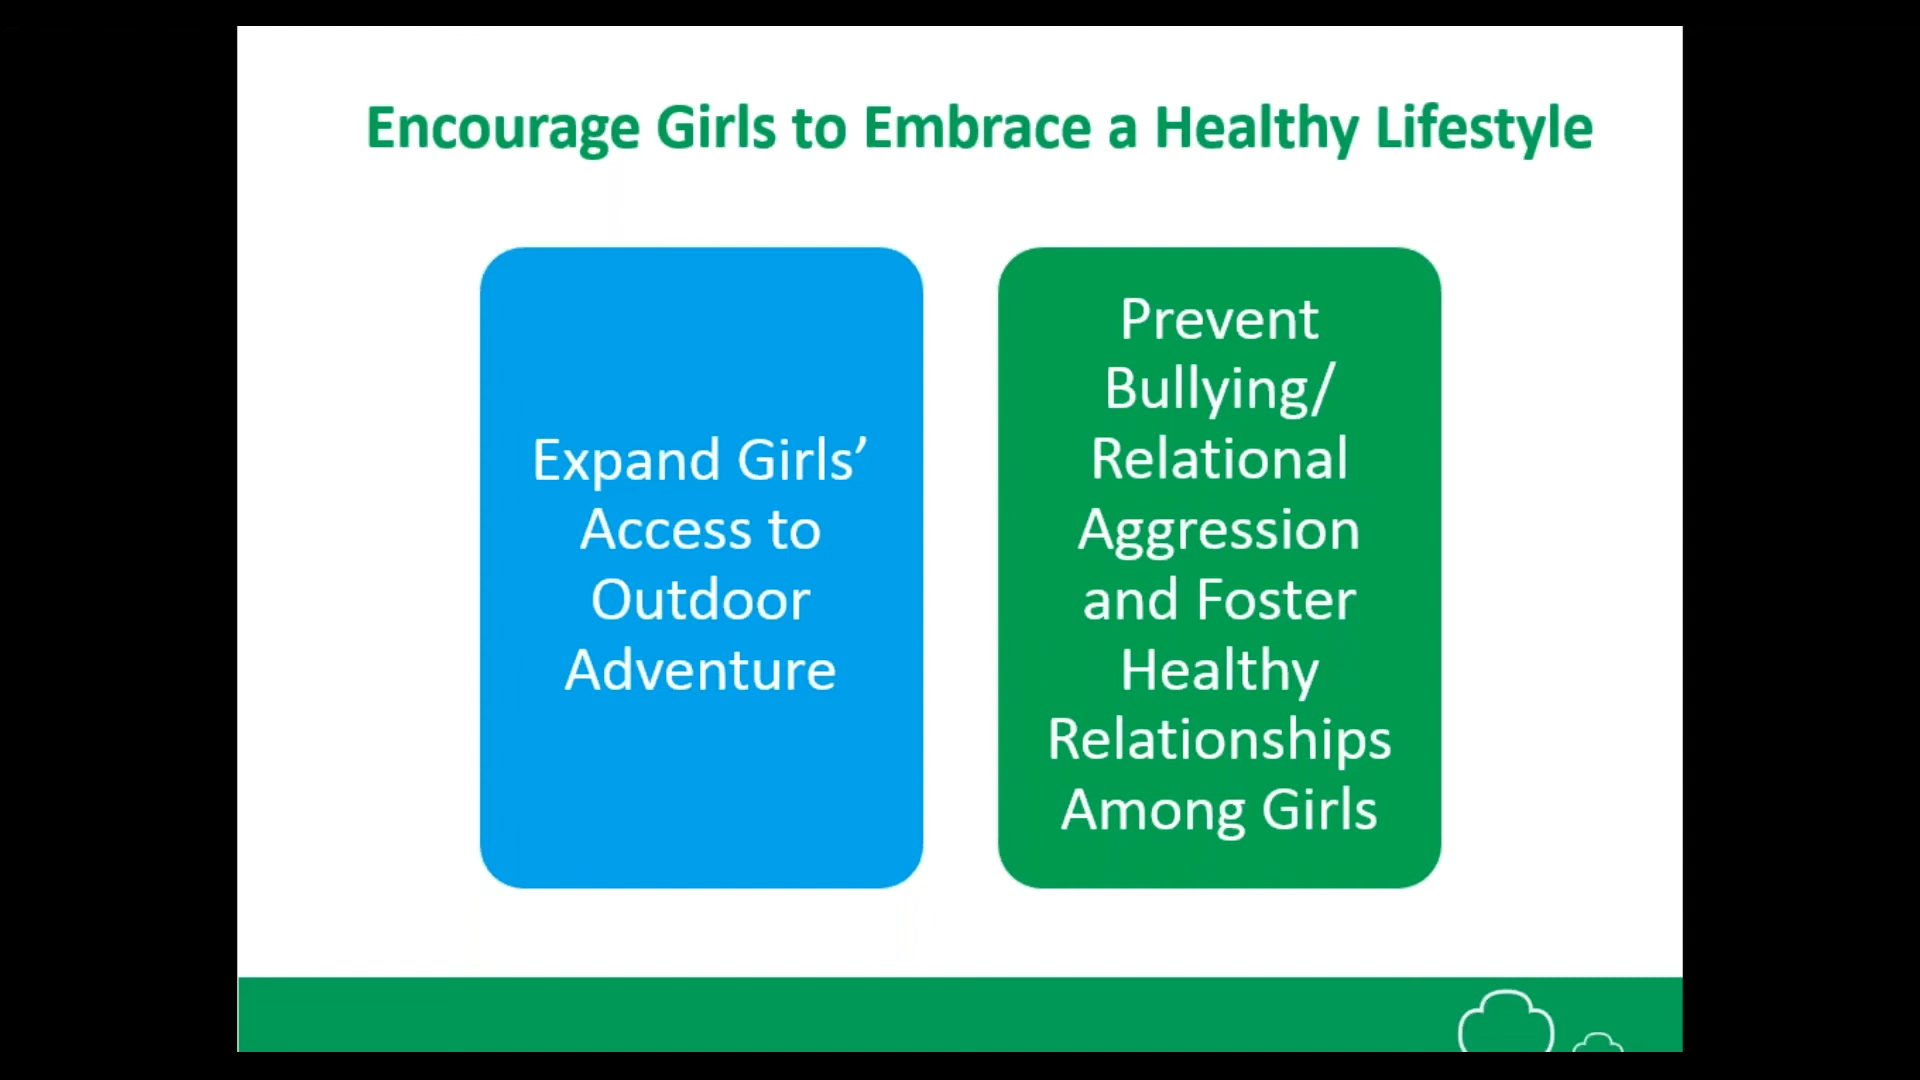 Encourage Girls to Embrace a Healthy Lifestyle
Expand Girls’
Access to
Outdoor
Adventure
Prevent
Bullying/
Relational
Aggression
and Foster
Healthy
Relationships
Among Girls